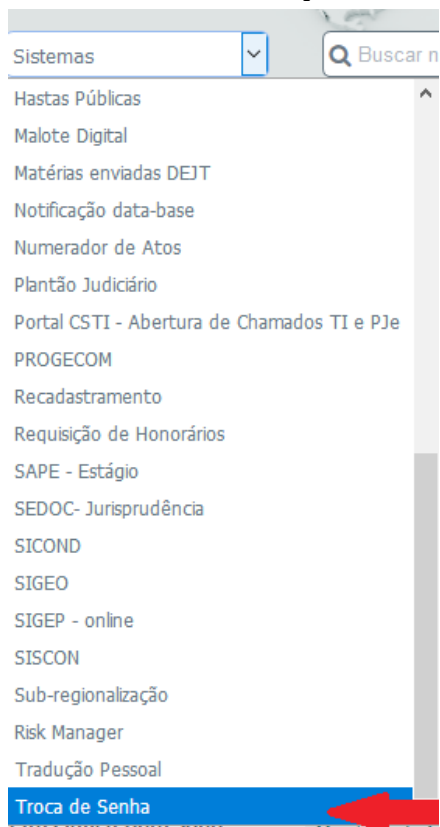 Sistemas
Buscar n
Hastas Públicas
Malote Digital
Matérias enviadas DEJT
Notificação data-base
Numerador de Atos
Plantão Judiciário
Portal CSTI - Abertura de Chamados TI e PJe
PROGECOM
Recadastramento
Requisição de Honorários
SAPE - Estágio
SEDOC- Jurisprudência
SICOND
SIGEO
SIGEP - online
SISCON
Sub-regionalização
Risk Manager
Tradução Pessoal
Troca de Senha